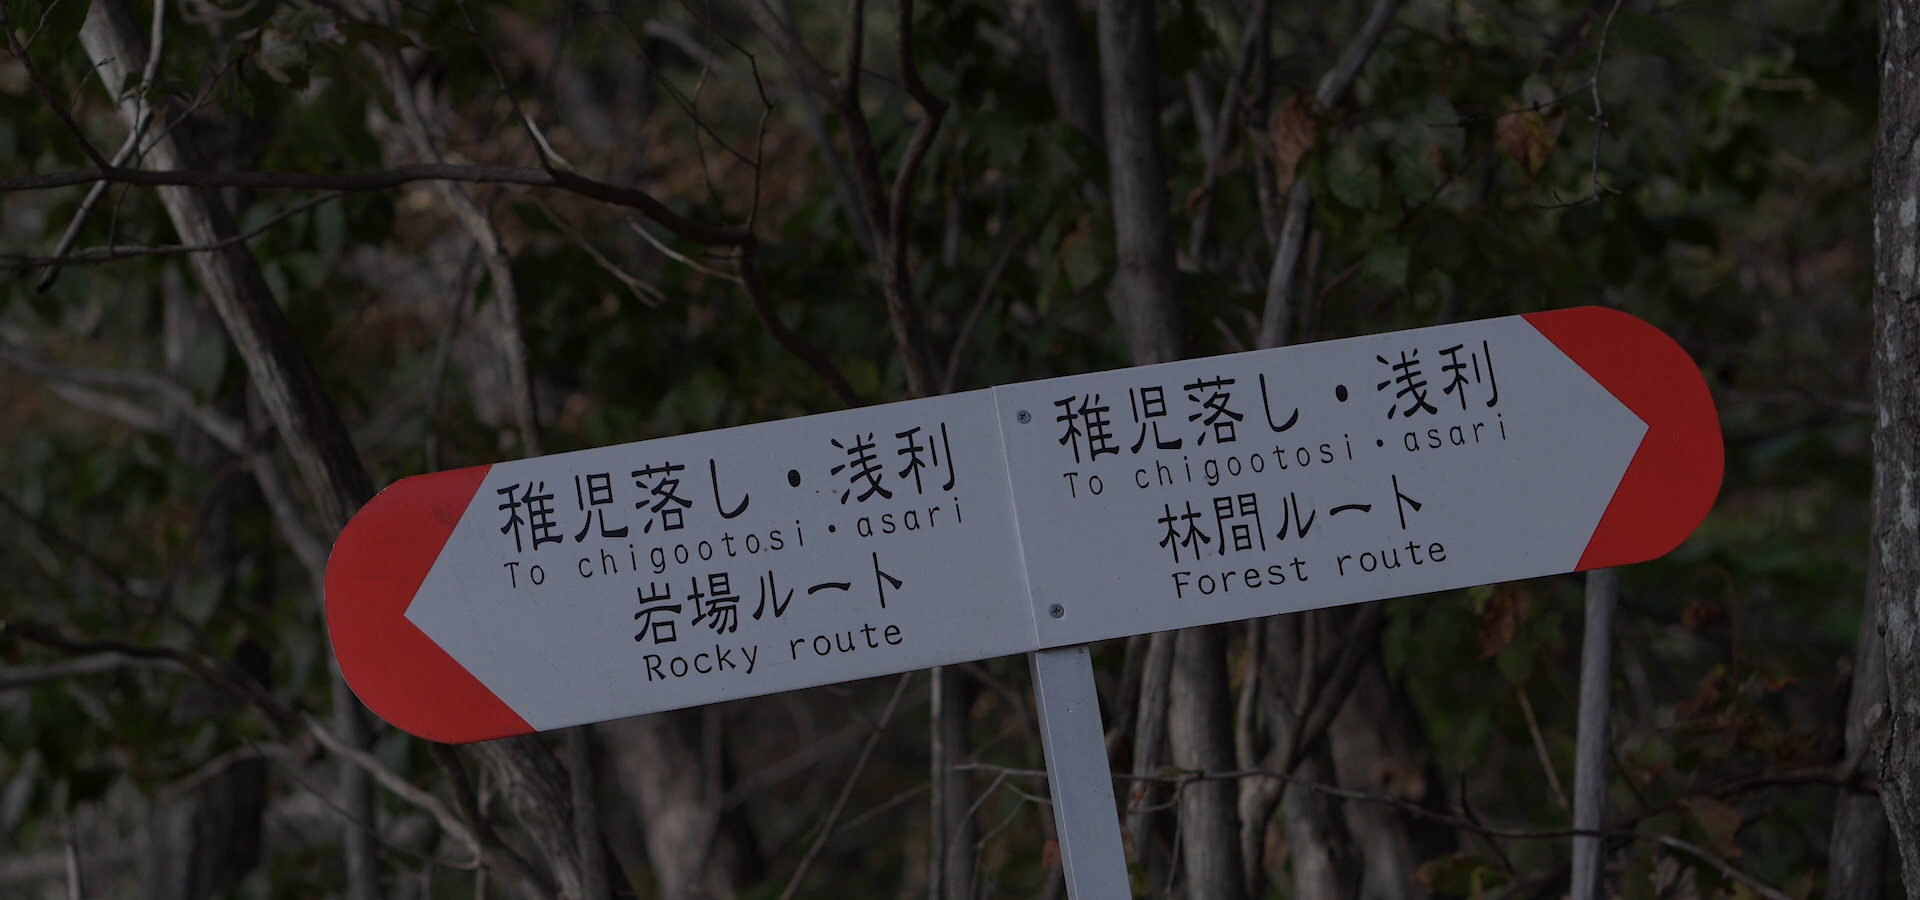 稚児落し・浅利
To chigootosi・asari
岩場ルート
Rocky route
稚児落し・浅利
To chigootosi・asari
林間ルート
Forest route